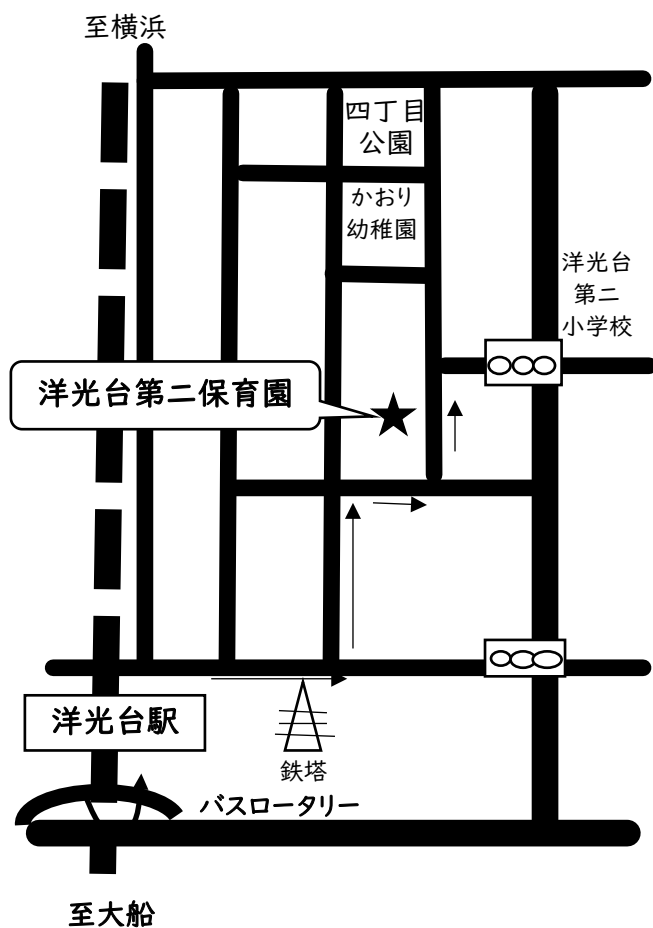 至横浜
四丁目
公園
かおり
幼稚園
洋光台
第二
小学校
洋光台第二保育園
洋光台駅
鉄塔
バスロータリー
至大船